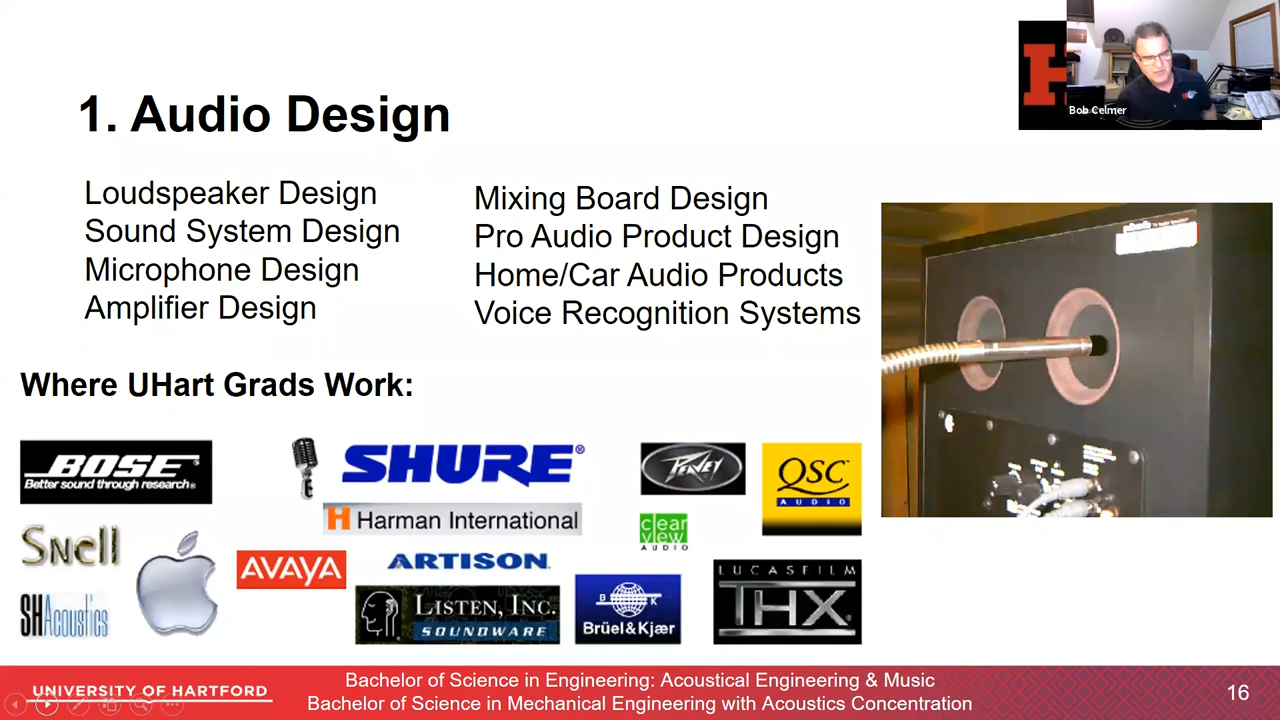 Bob Celmer
1. Audio Design
Loudspeaker Design
Sound System Design
Microphone Design
Amplifier Design
Mixing Board Design
Pro Audio Product Design
Home/Car Audio Products
Voice Recognition Systems
Where UHart Grads Work:
BOSE®
Better sound through research®
SHURE®
PEAVEY
QSC
AUDIO
Harman International
Snell
clear
view
AUDIO
AVAYA
ARTISON
LUCASFILM
THX
SHAcoustics
LISTEN, INC.
SOUNDWARE
B K
Brüel&Kjær
UNIVERSITY OF HARTFORD
Bachelor of Science in Engineering: Acoustical Engineering & Music
Bachelor of Science in Mechanical Engineering with Acoustics Concentration
16